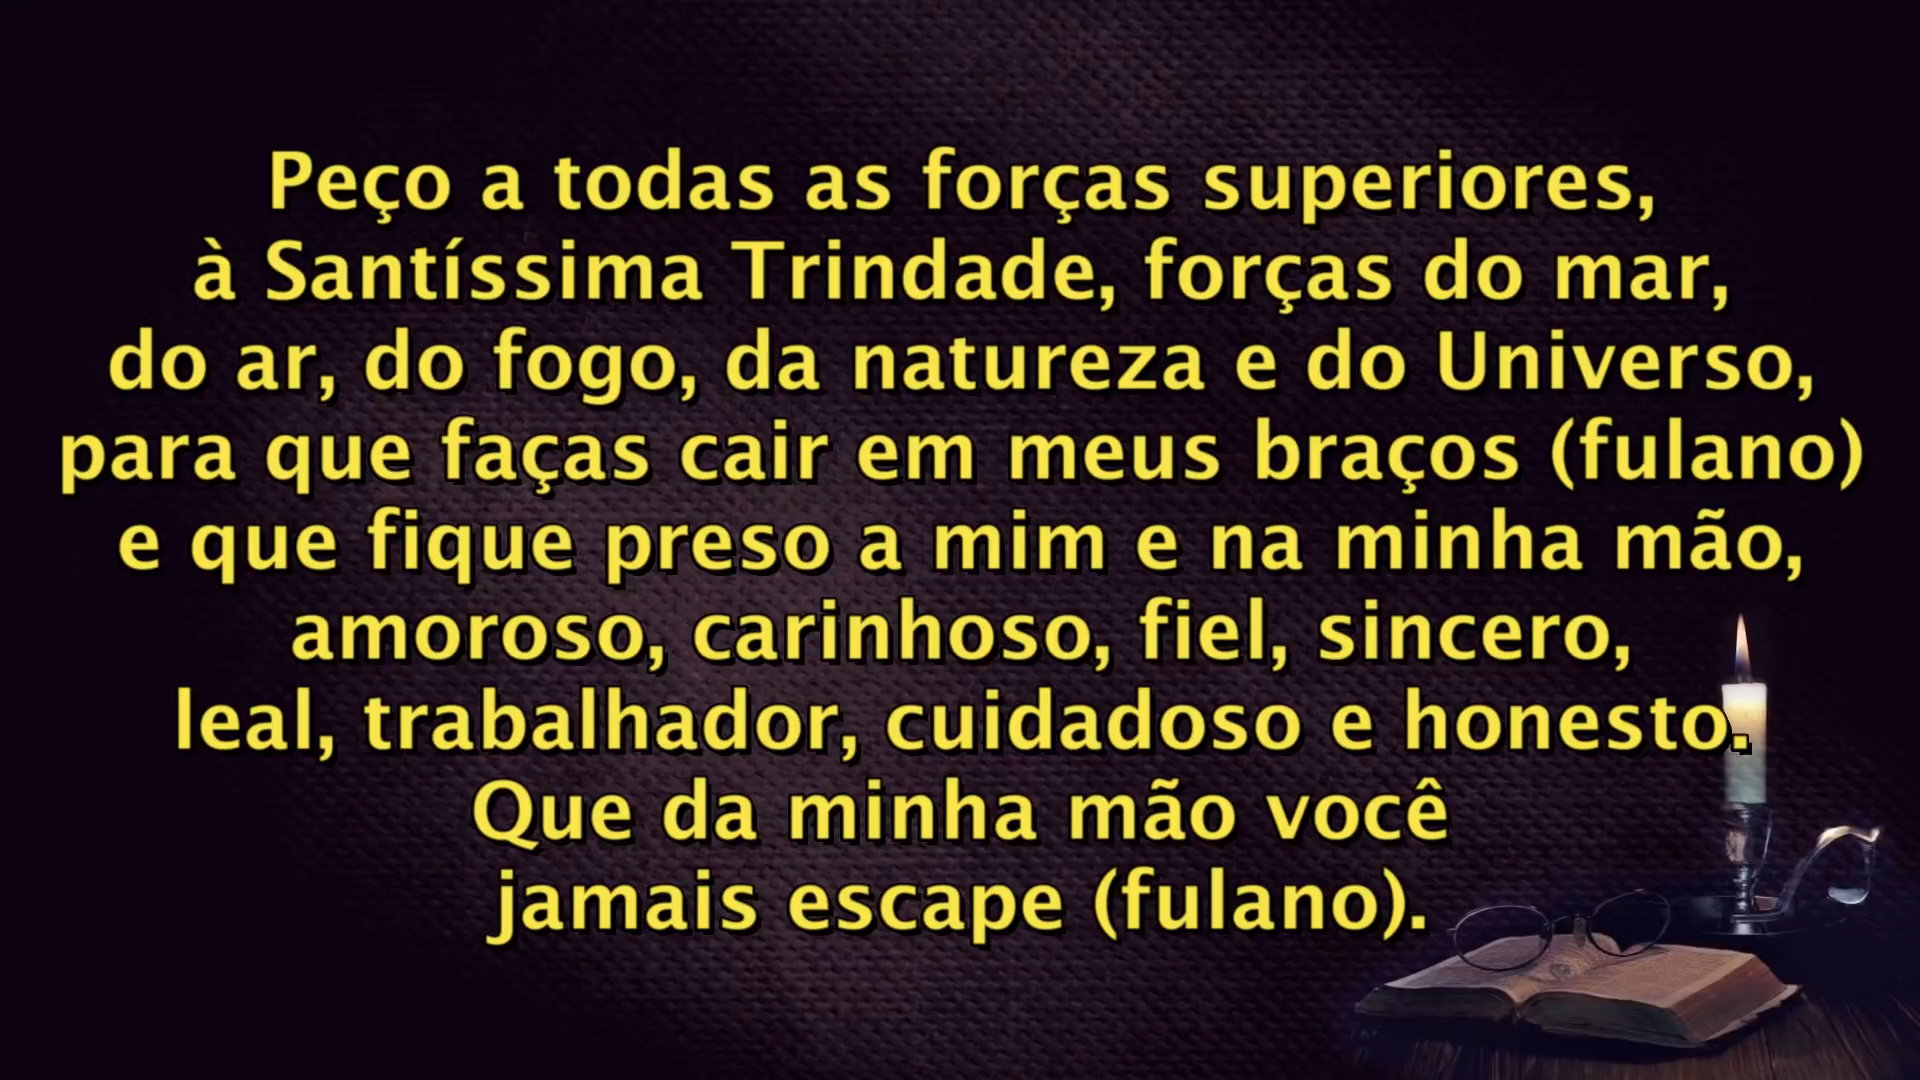 Peço a todas as forças superiores,
à Santíssima Trindade, forças do mar,
do ar, do fogo, da natureza e do Universo,
para que faças cair em meus braços (fulano)
e que fique preso a mim e na minha mão,
amoroso, carinhoso, fiel, sincero,
leal, trabalhador, cuidadoso e honesto.
Que da minha mão você
jamais escape (fulano).